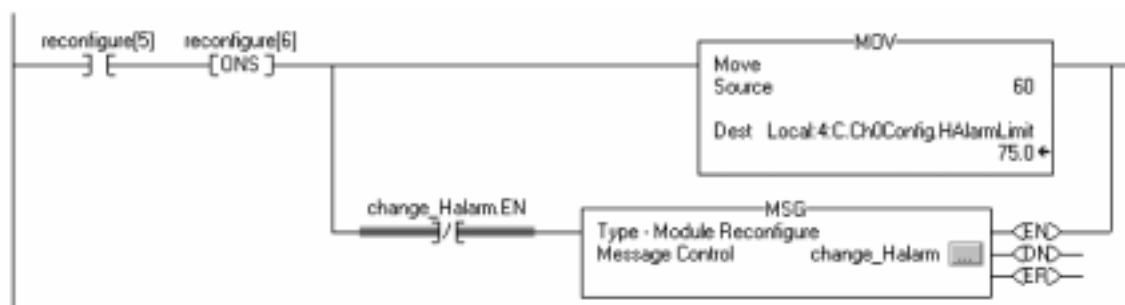 reconfigure[5] reconfigure[6]
ONS
MOV
Move
Source 60
Dest Local:4:C.Ch0Config.HAlarmLimit
75.0
change_Halarm.EN
MSG
Type - Module Reconfigure
Message Control change_Halarm ...
EN
DN
ER